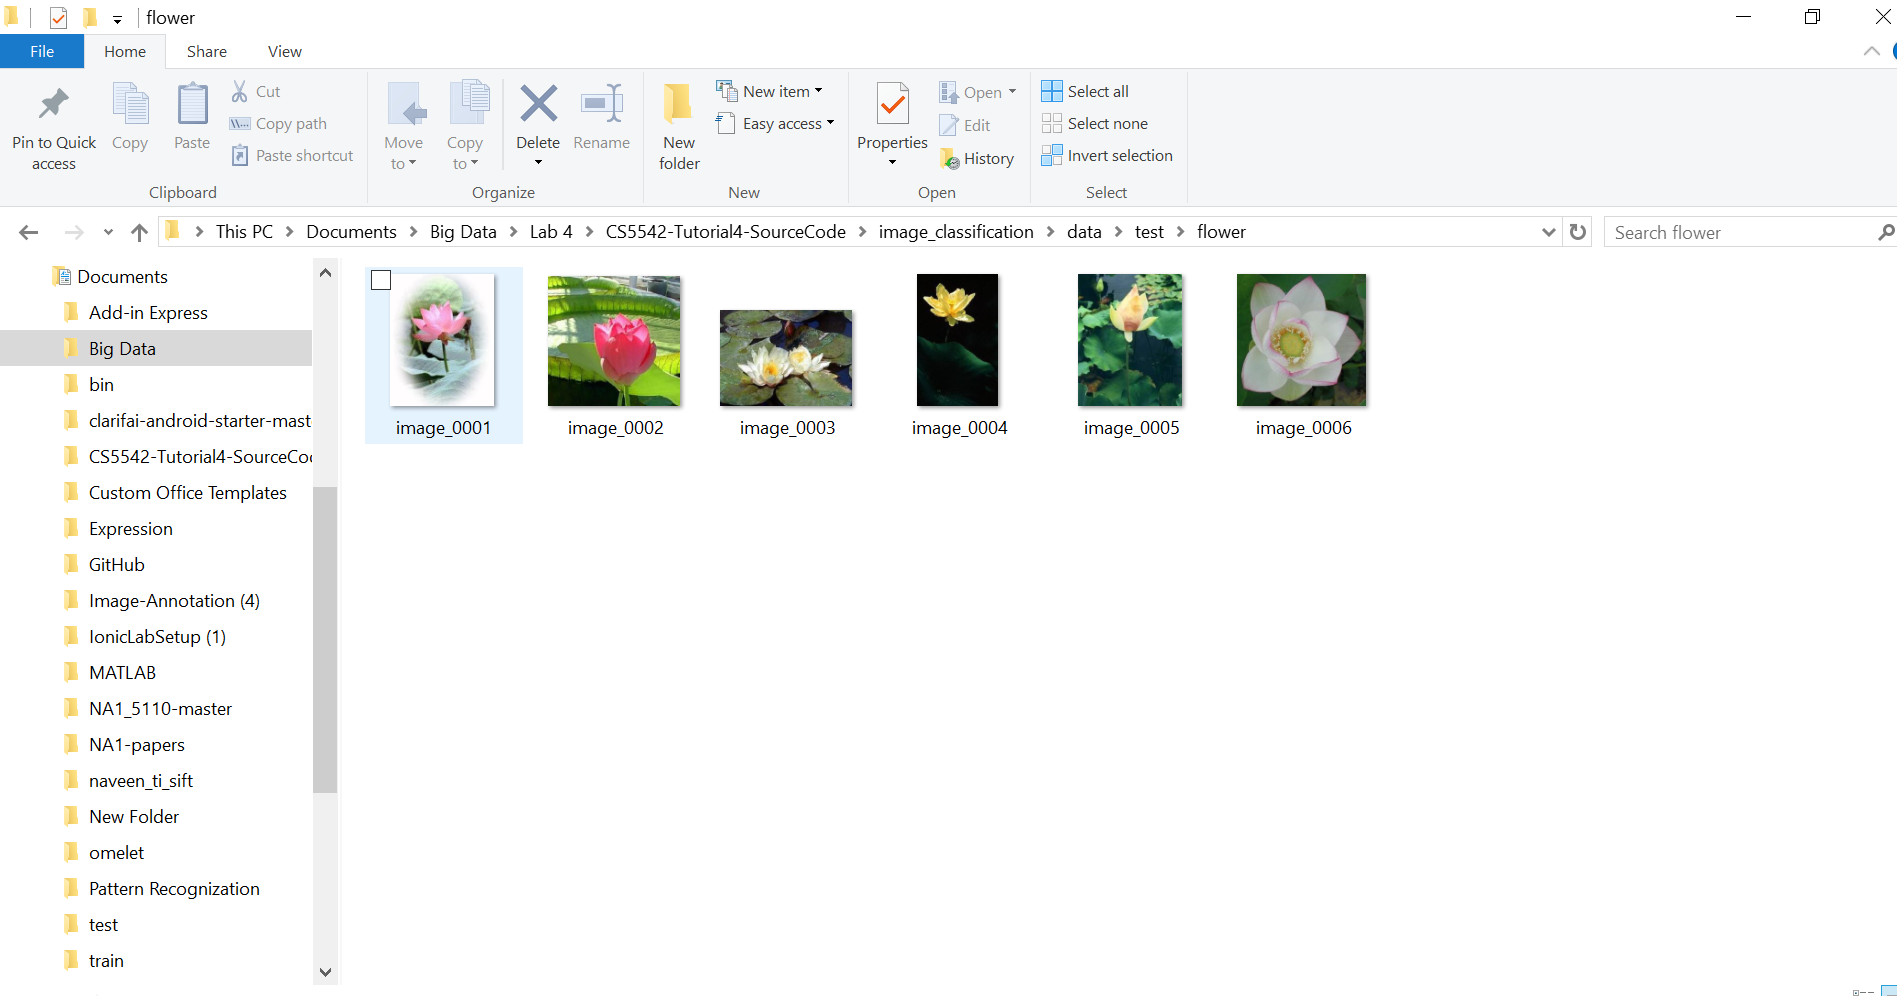 flower
File Home Share View
Pin to Quick access
Copy
Paste
Cut
Copy path
Paste shortcut
Clipboard
Move to
Copy to
Delete
Rename
Organize
New folder
New item
Easy access
New
Properties
Open
Edit
History
Open
Select all
Select none
Invert selection
Select
This PC Documents Big Data Lab 4 CS5542-Tutorial4-SourceCode image_classification data test flower
Search flower
Documents
Add-in Express
Big Data
bin
clarifai-android-starter-mast
CS5542-Tutorial4-SourceCo
Custom Office Templates
Expression
GitHub
Image-Annotation (4)
IonicLabSetup (1)
MATLAB
NA1_5110-master
NA1-papers
naveen_ti_sift
New Folder
omelet
Pattern Recognization
test
train
image_0001 image_0002 image_0003 image_0004 image_0005 image_0006